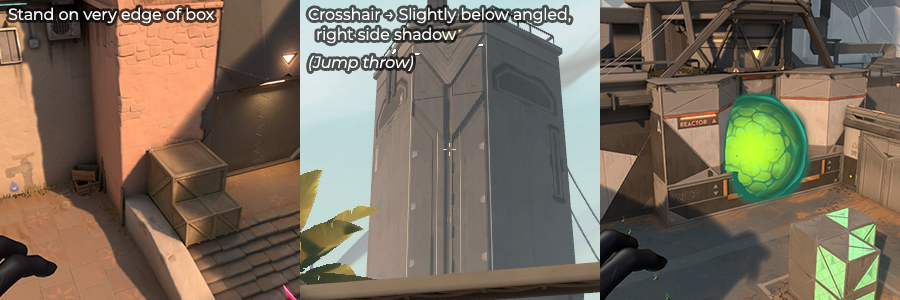 Stand on very edge of box
Crosshair → Slightly below angled,
right side shadow
(Jump throw)
REACTOR